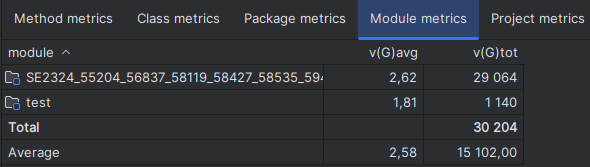 Method metrics Class metrics Package metrics Module metrics Project metrics
module v(G)avg v(G)tot
SE2324_55204_56837_58119_58427_58535_594 2,62 29 064
test 1,81 1 140
Total 30 204
Average 2,58 15 102,00